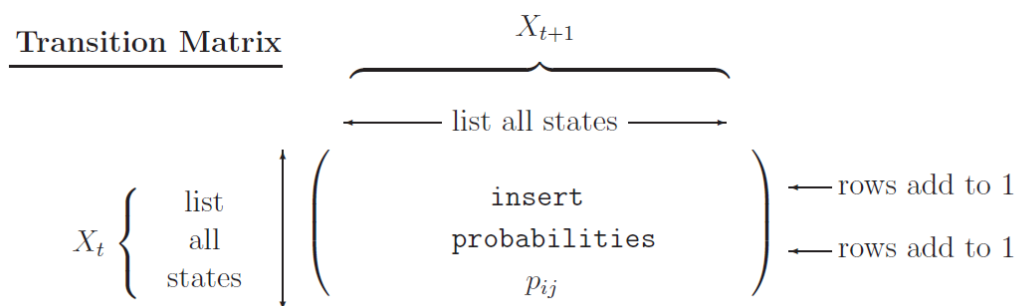 Transition Matrix
X_{t+1}
list all states
list
all
states
X_t
insert
probabilities
p_{ij}
rows add to 1
rows add to 1